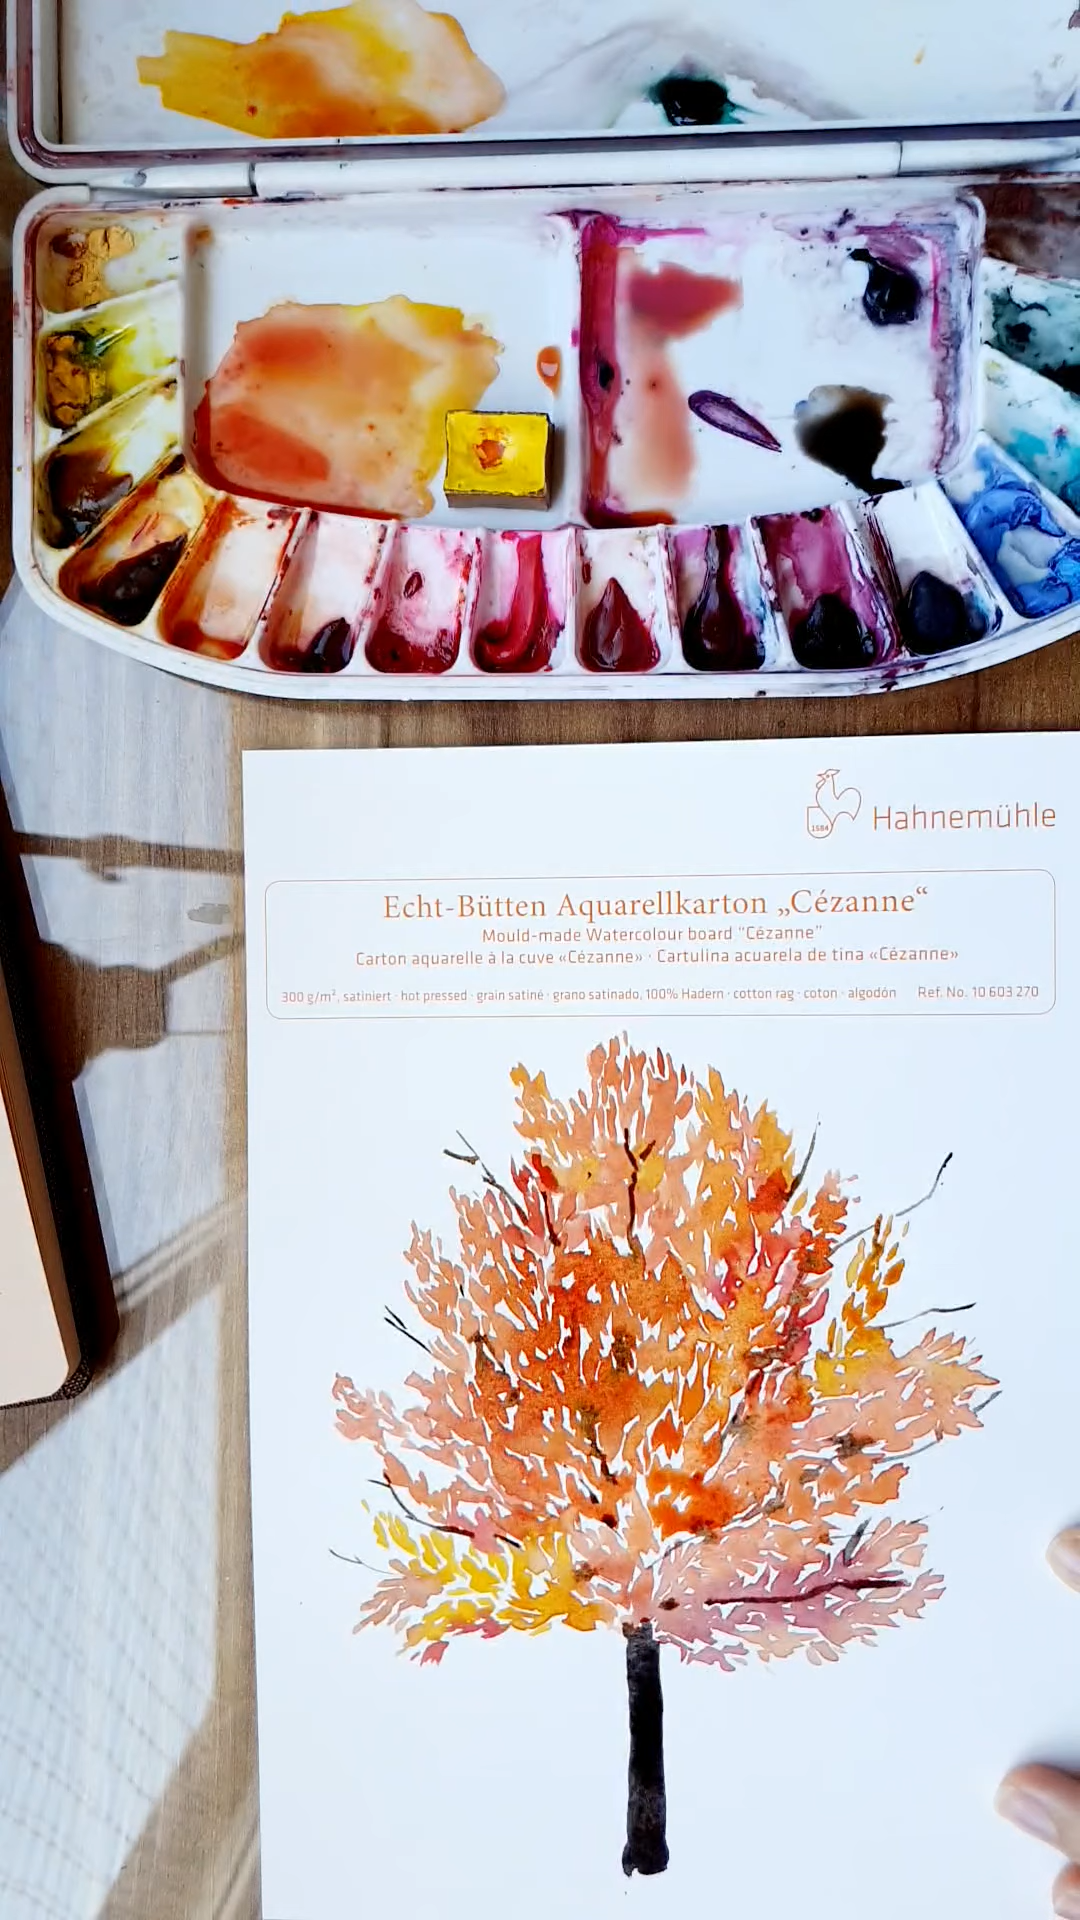 1584
Hahnemühle
Echt-Bütten Aquarellkarton „Cézanne“
Mould-made Watercolour board “Cézanne”
Carton aquarelle à la cuve «Cézanne» · Cartulina acuarela de tina «Cézanne»
300 g/m², satiniert · hot pressed · grain satiné · grano satinado, 100% Hadern · cotton rag · coton · algodón Ref. No. 10 603 270